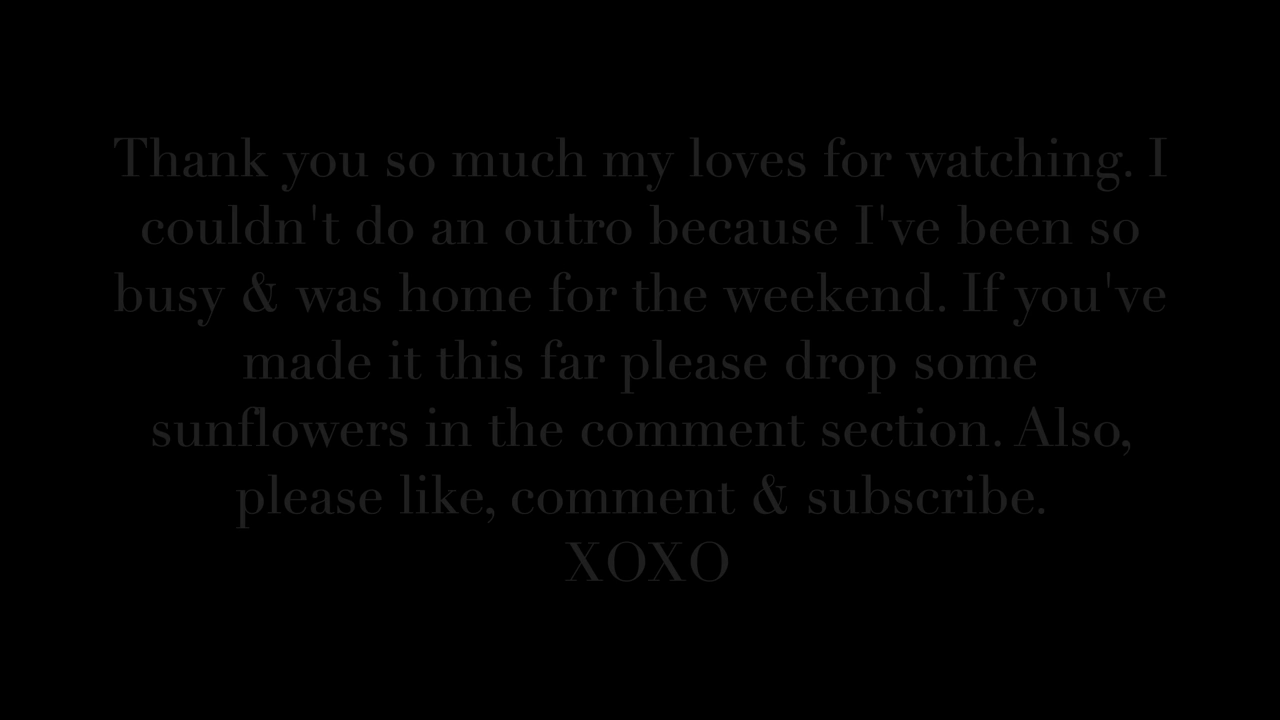 Thank you so much my loves for watching. I
couldn't do an outro because I've been so
busy & was home for the weekend. If you've
made it this far please drop some
sunflowers in the comment section. Also,
please like, comment & subscribe.
XOXO